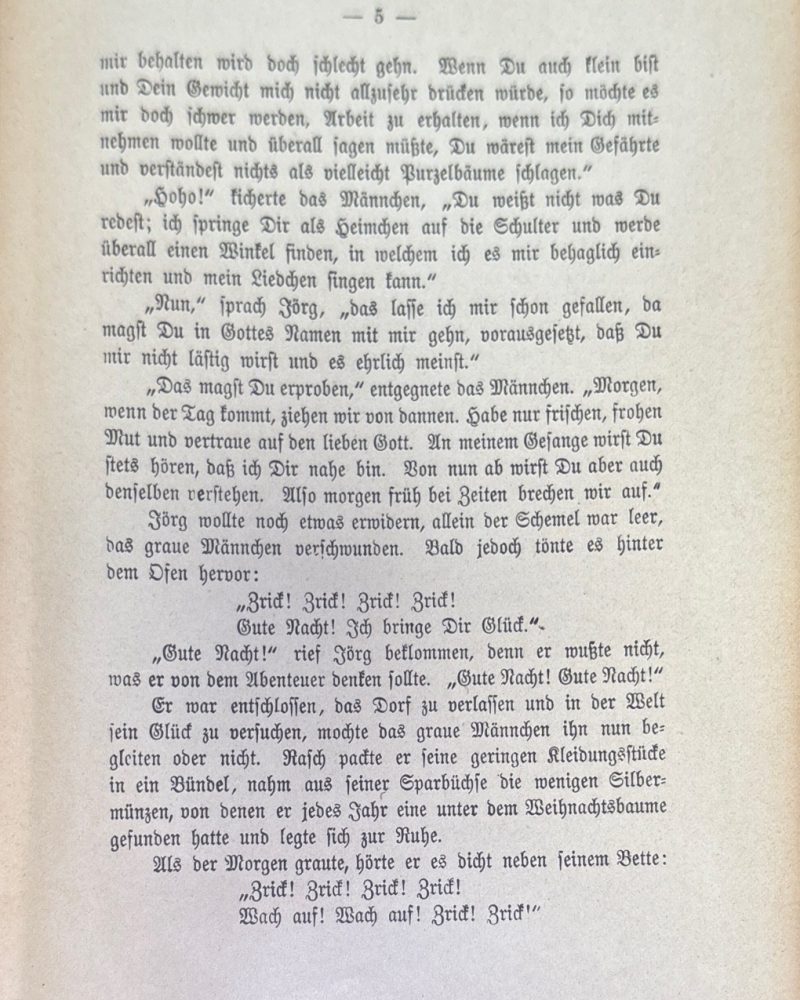 — 5 —
mir behalten wird doch schlecht gehn. Wenn Du auch klein bist
und Dein Gewicht mich nicht allzusehr drücken würde, so möchte es
mir doch schwer werden, Arbeit zu erhalten, wenn ich Dich mit-
nehmen wollte und überall sagen müßte, Du wärest mein Gefährte
und verständest nichts als vielleicht Purzelbäume schlagen.“
„Hoho!“ kicherte das Männchen, „Du weißt nicht was Du
redest; ich springe Dir als Heimchen auf die Schulter und werde
überall einen Winkel finden, in welchem ich es mir behaglich ein-
richten und mein Liedchen singen kann.“
„Nun,“ sprach Jörg, „das lasse ich mir schon gefallen, da
magst Du in Gottes Namen mit mir gehn, vorausgesetzt, daß Du
mir nicht lästig wirst und es ehrlich meinst.“
„Das magst Du erproben,“ entgegnete das Männchen. „Morgen,
wenn der Tag kommt, ziehen wir von dannen. Habe nur frischen, frohen
Mut und vertraue auf den lieben Gott. An meinem Gesange wirst Du
stets hören, daß ich Dir nahe bin. Von nun ab wirst Du aber auch
denselben verstehen. Also morgen früh bei Zeiten brechen wir auf.“
Jörg wollte noch etwas erwidern, allein der Schemel war leer,
das graue Männchen verschwunden. Bald jedoch tönte es hinter
dem Ofen hervor:
„Zrick! Zrick! Zrick! Zrick!
Gute Nacht! Ich bringe Dir Glück.“
„Gute Nacht!“ rief Jörg beklommen, denn er wußte nicht,
was er von dem Abenteuer denken sollte. „Gute Nacht! Gute Nacht!“
Er war entschlossen, das Dorf zu verlassen und in der Welt
sein Glück zu versuchen, mochte das graue Männchen ihn nun be-
gleiten oder nicht. Rasch packte er seine geringen Kleidungsstücke
in ein Bündel, nahm aus seiner Sparbüchse die wenigen Silber-
münzen, von denen er jedes Jahr eine unter dem Weihnachtsbaume
gefunden hatte und legte sich zur Ruhe.
Als der Morgen graute, hörte er es dicht neben seinem Bette:
„Zrick! Zrick! Zrick! Zrick!
Wach auf! Wach auf! Zrick! Zrick!“